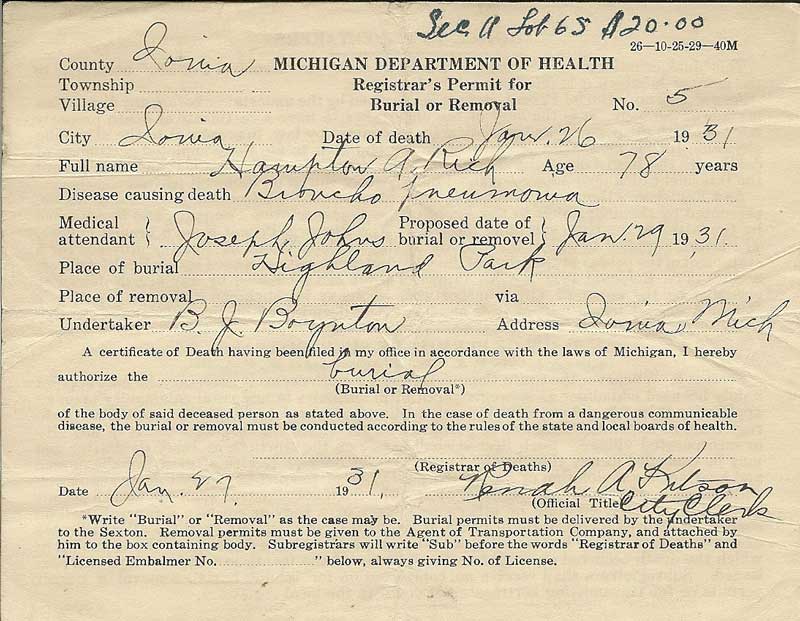 Sec 11 Lot 65 $20.00
26—10-25-29—40M
County Ionia MICHIGAN DEPARTMENT OF HEALTH
Township Registrar's Permit for
Village Burial or Removal No. 5
City Ionia Date of death Jan. 26 1931
Full name Hampton A. Rich Age 78 years
Disease causing death Broncho Pneumonia
Medical attendant } Joseph Johns Proposed date of burial or removel } Jan. 29 1931.
Place of burial Highland Park
Place of removal via
Undertaker B. J. Boynton Address Ionia, Mich
A certificate of Death having been filed in my office in accordance with the laws of Michigan, I hereby
authorize the burial
(Burial or Removal*)
of the body of said deceased person as stated above. In the case of death from a dangerous communicable
disease, the burial or removal must be conducted according to the rules of the state and local boards of health.
(Registrar of Deaths)
Date Jan. 27 1931. A
(Official Title) City Clerk
*Write "Burial" or "Removal" as the case may be. Burial permits must be delivered by the undertaker
to the Sexton. Removal permits must be given to the Agent of Transportation Company, and attached by
him to the box containing body. Subregistrars will write "Sub" before the words "Registrar of Deaths" and
"Licensed Embalmer No. " below, always giving No. of License.